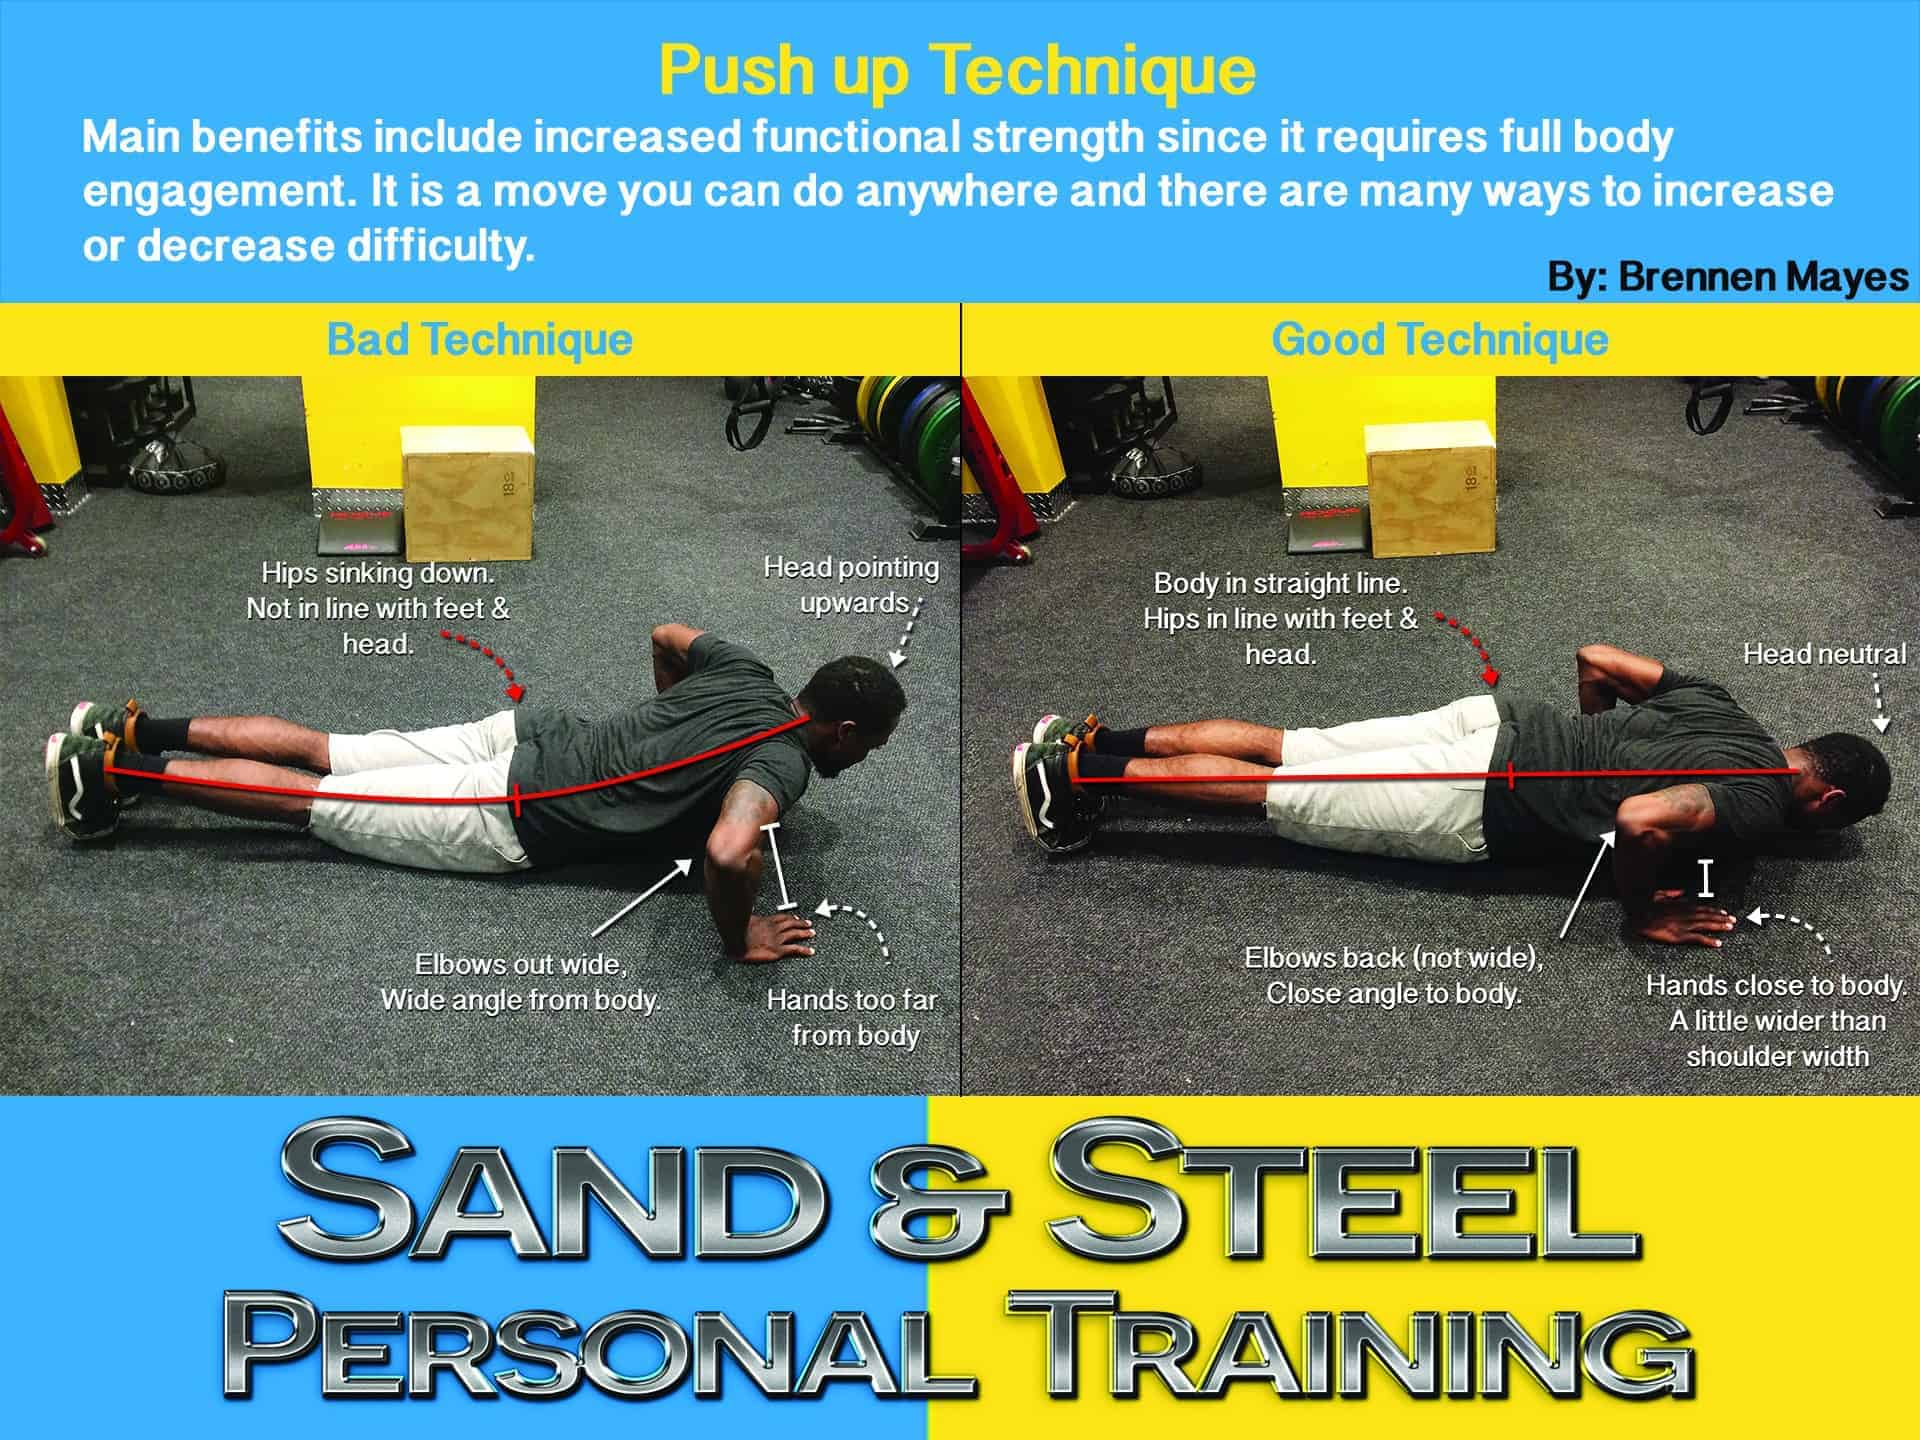 Push up Technique
Main benefits include increased functional strength since it requires full body
engagement. It is a move you can do anywhere and there are many ways to increase
or decrease difficulty.
By: Brennen Mayes
Bad Technique
Good Technique
18
Hips sinking down.
Not in line with feet &
head.
Head pointing
upwards
Elbows out wide,
Wide angle from body.
Hands too far
from body
18
Body in straight line.
Hips in line with feet &
head.
Head neutral
Elbows back (not wide),
Close angle to body.
Hands close to body.
A little wider than
shoulder width
SAND & STEEL
PERSONAL TRAINING